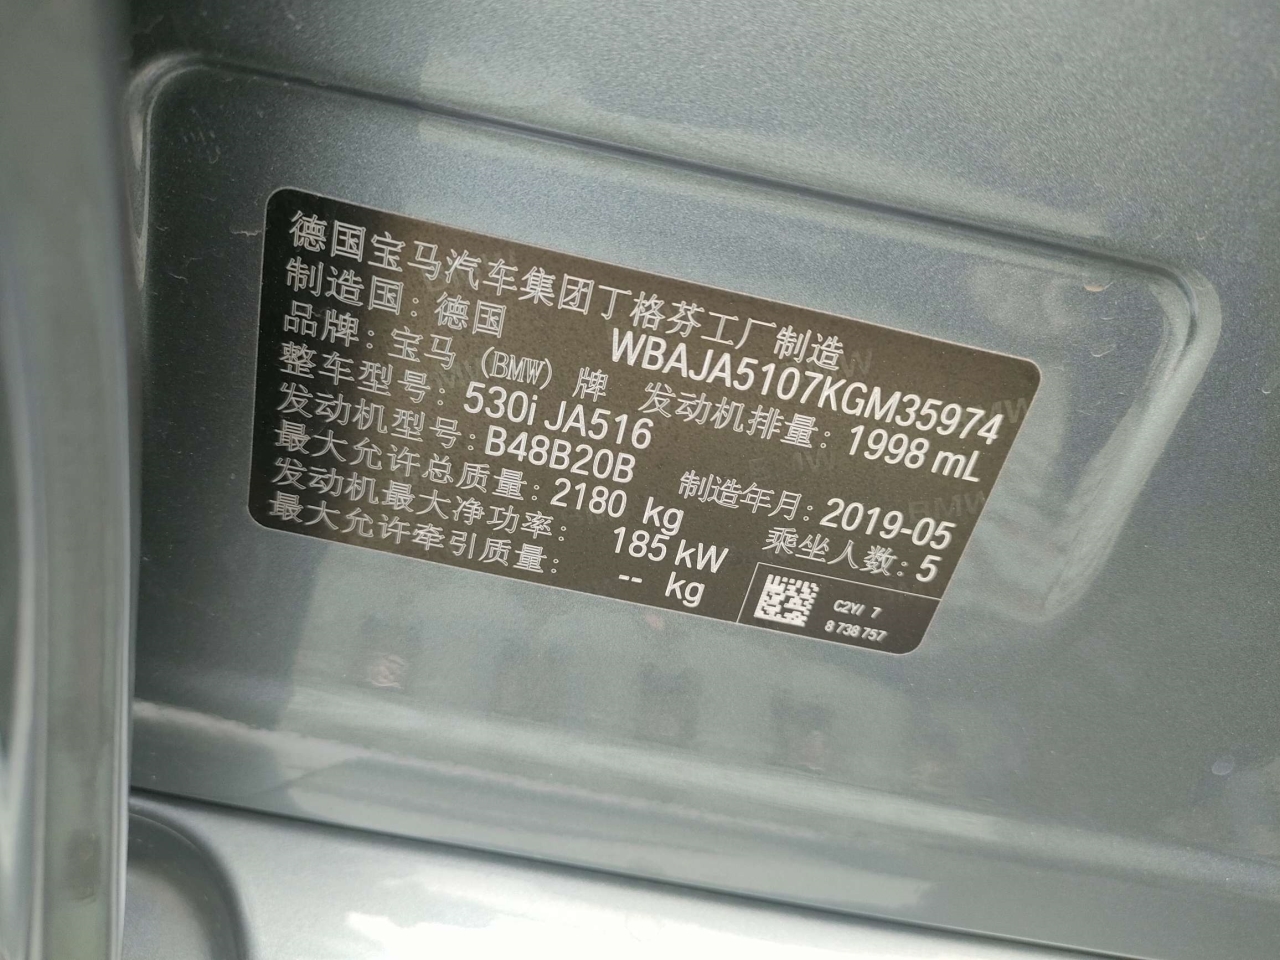 德国宝马汽车集团丁格芬工厂制造
制造国：德国 WBAJA5107KGM35974
品牌：宝马 (BMW) 牌 发动机排量：1998 mL
整车型号：530i JA516
发动机型号：B48B20B 制造年月：2019-05
最大允许总质量：2180 kg 乘坐人数：5
发动机最大净功率： 185 kW
最大允许牵引质量： -- kg
C2Y/ 7
8 738 757